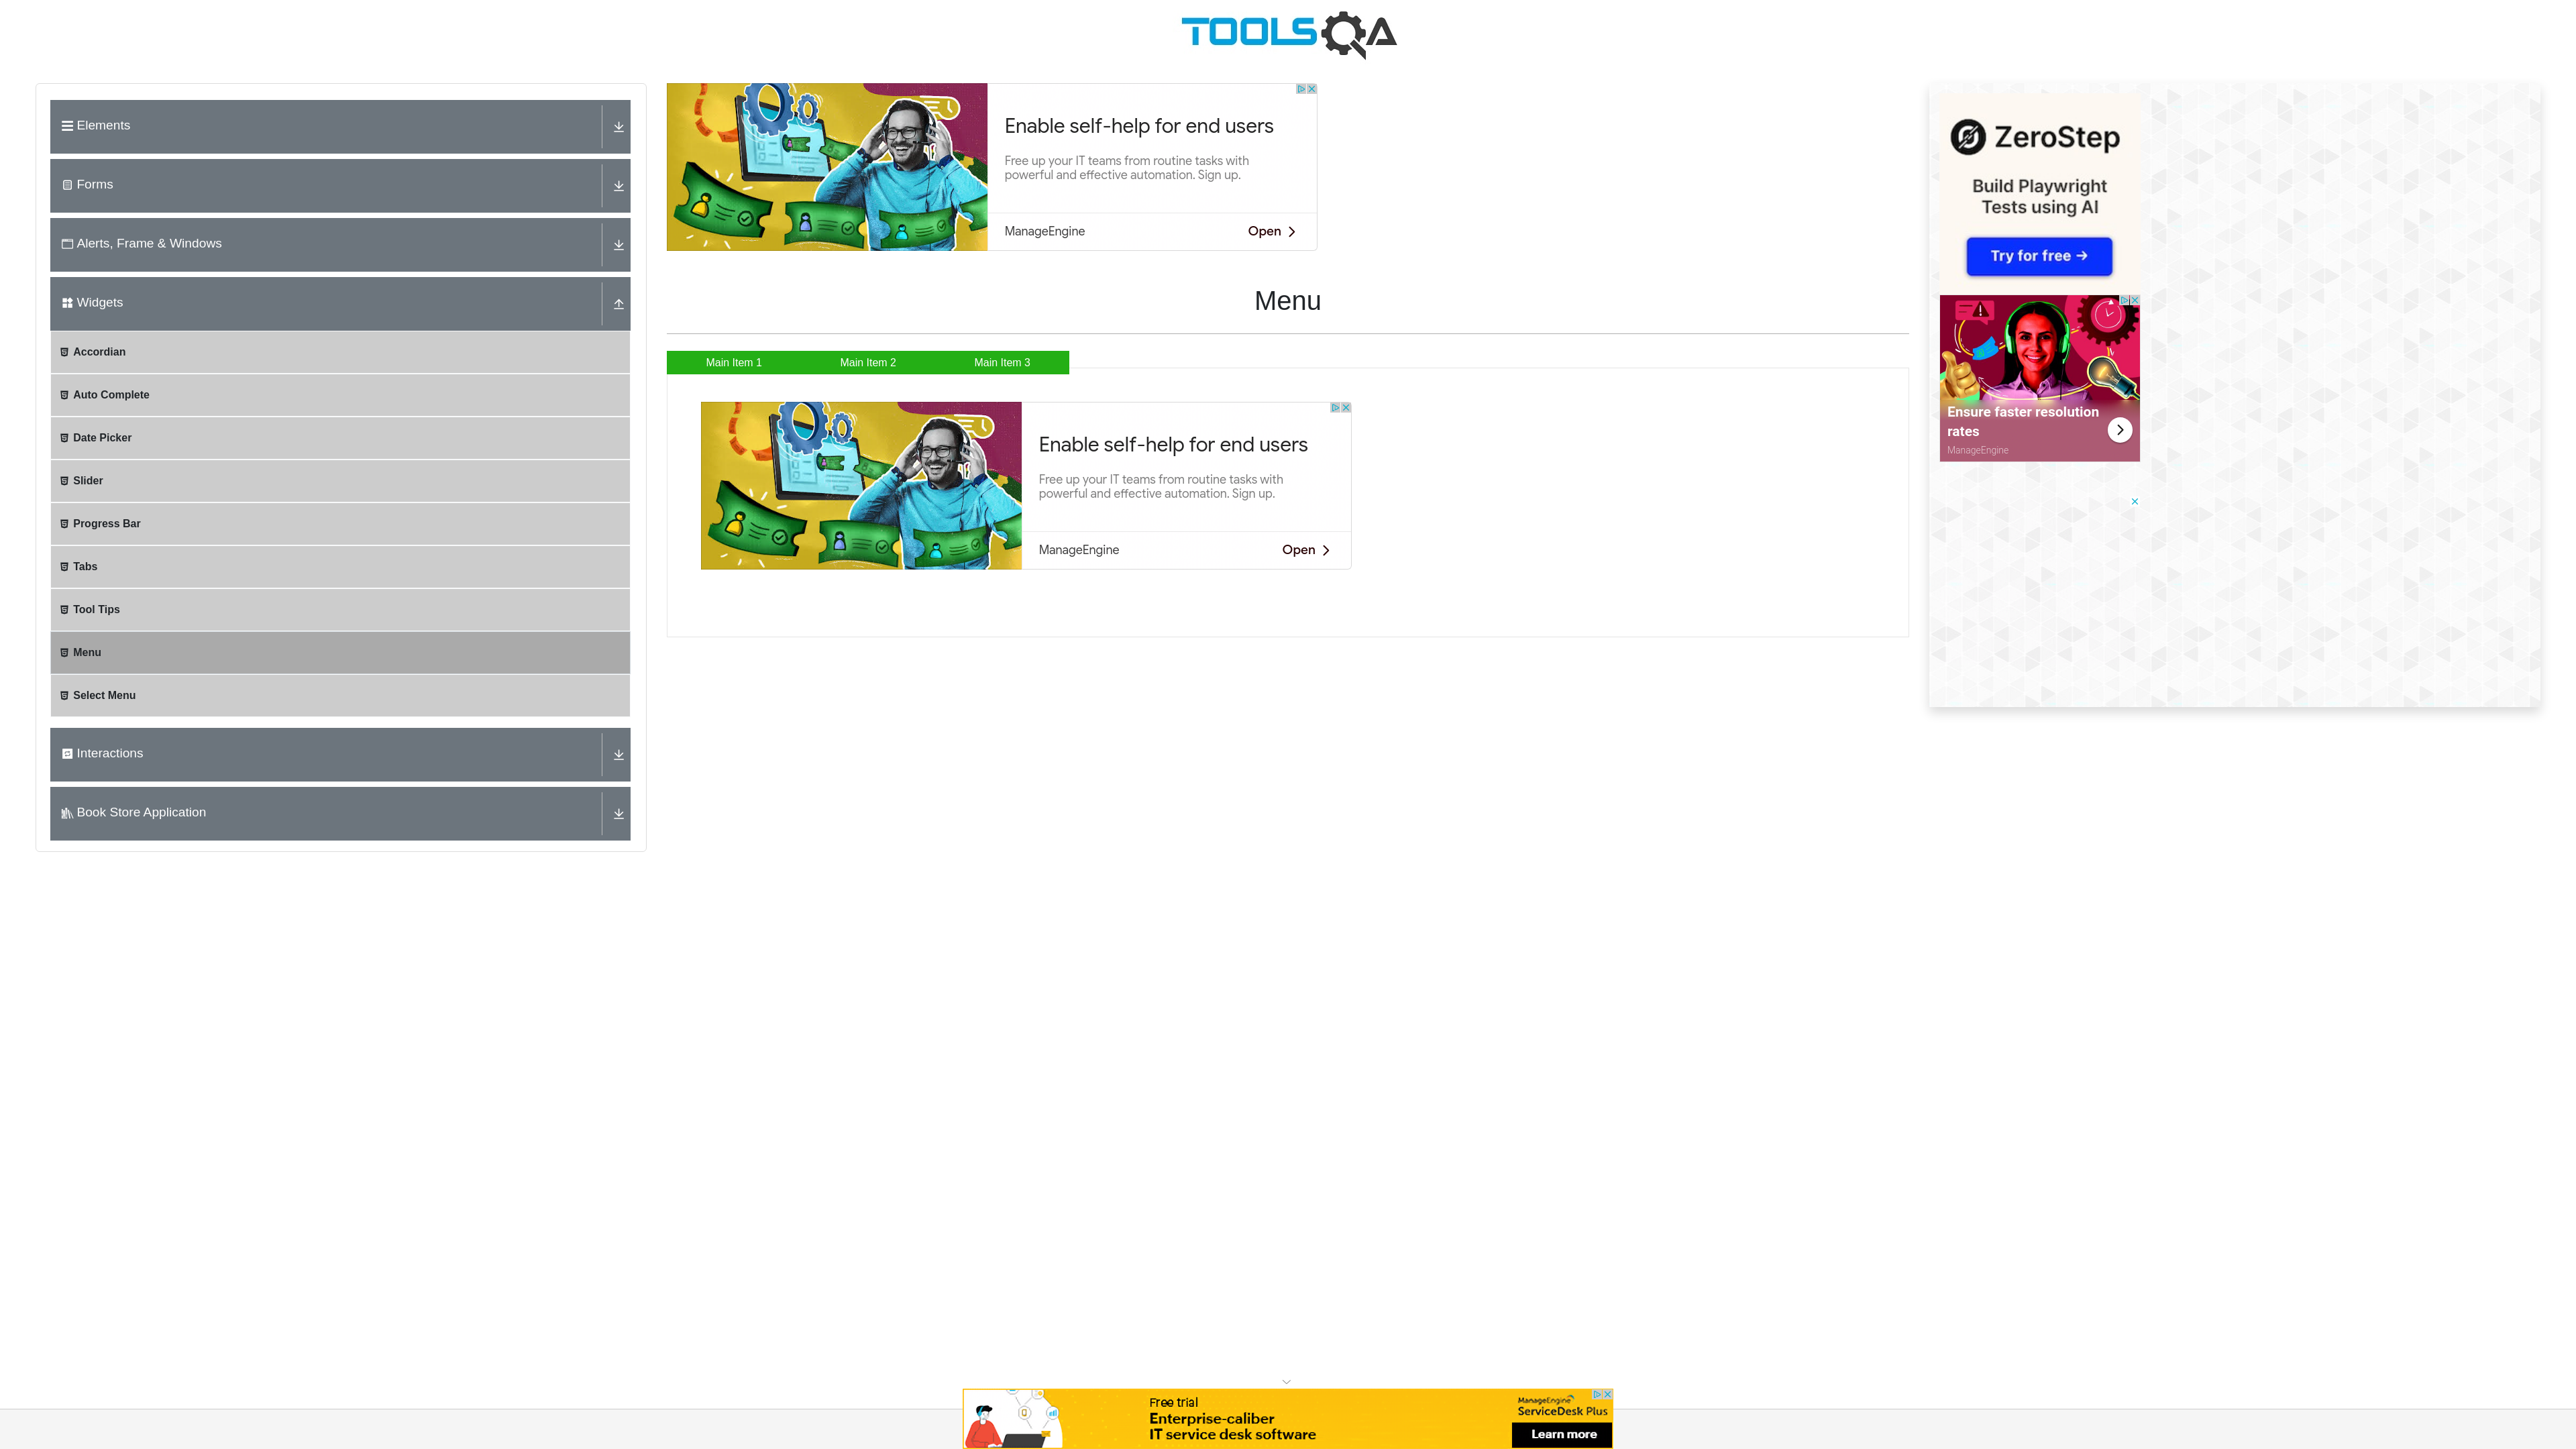 TOOLSQA
Elements
Forms
Alerts, Frame & Windows
Widgets
Accordian
Auto Complete
Date Picker
Slider
Progress Bar
Tabs
Tool Tips
Menu
Select Menu
Interactions
Book Store Application
Enable self-help for end users
Free up your IT teams from routine tasks with
powerful and effective automation. Sign up.
ManageEngine
Open
Menu
Main Item 1
Main Item 2
Main Item 3
Enable self-help for end users
Free up your IT teams from routine tasks with
powerful and effective automation. Sign up.
ManageEngine
Open
ZeroStep
Build Playwright
Tests using AI
Try for free →
Ensure faster resolution
rates
ManageEngine
Free trial
Enterprise-caliber
IT service desk software
ManageEngine
ServiceDesk Plus
Learn more